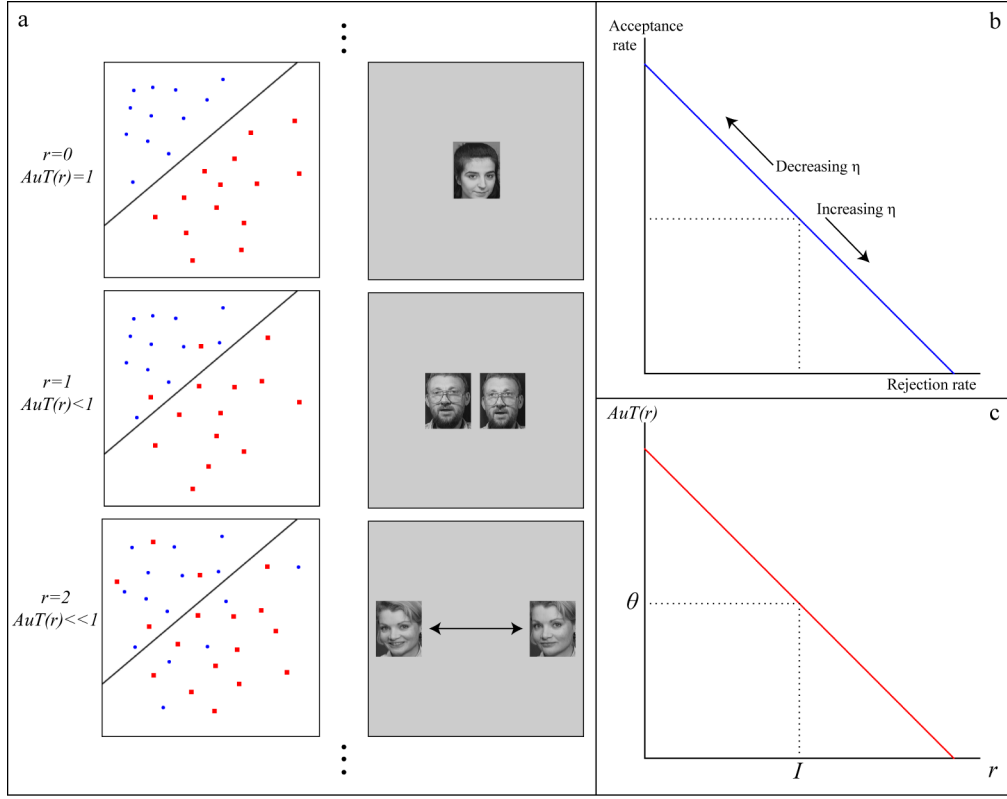 a
r=0
AuT(r)=1
r=1
AuT(r)<1
r=2
AuT(r)<<1
b
Acceptance
rate
Decreasing η
Increasing η
Rejection rate
c
AuT(r)
θ
I
r